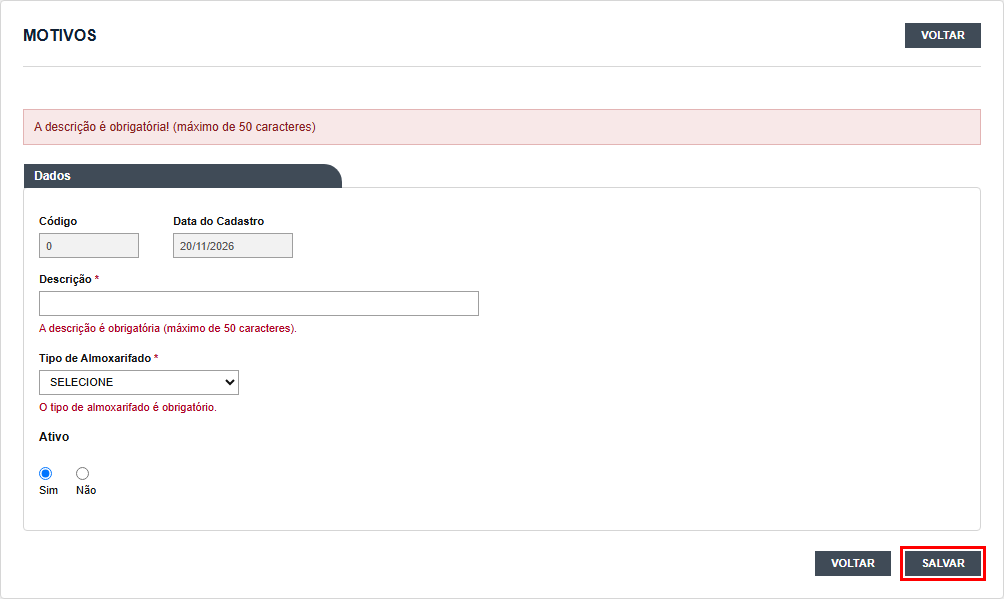 MOTIVOS
VOLTAR
A descrição é obrigatória! (máximo de 50 caracteres)
Dados
Código
Data do Cadastro
0
20/11/2026
Descrição *
A descrição é obrigatória (máximo de 50 caracteres).
Tipo de Almoxarifado *
SELECIONE
O tipo de almoxarifado é obrigatório.
Ativo
Sim
Não
VOLTAR
SALVAR